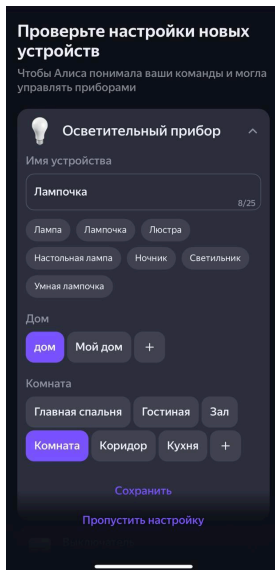 Проверьте настройки новых
устройств
Чтобы Алиса понимала ваши команды и могла
управлять приборами
Осветительный прибор
Имя устройства
Лампочка
8/25
Лампа Лампочка Люстра
Настольная лампа Ночник Светильник
Умная лампочка
Дом
дом Мой дом +
Комната
Главная спальня Гостиная Зал
Комната Коридор Кухня +
Сохранить
Пропустить настройку